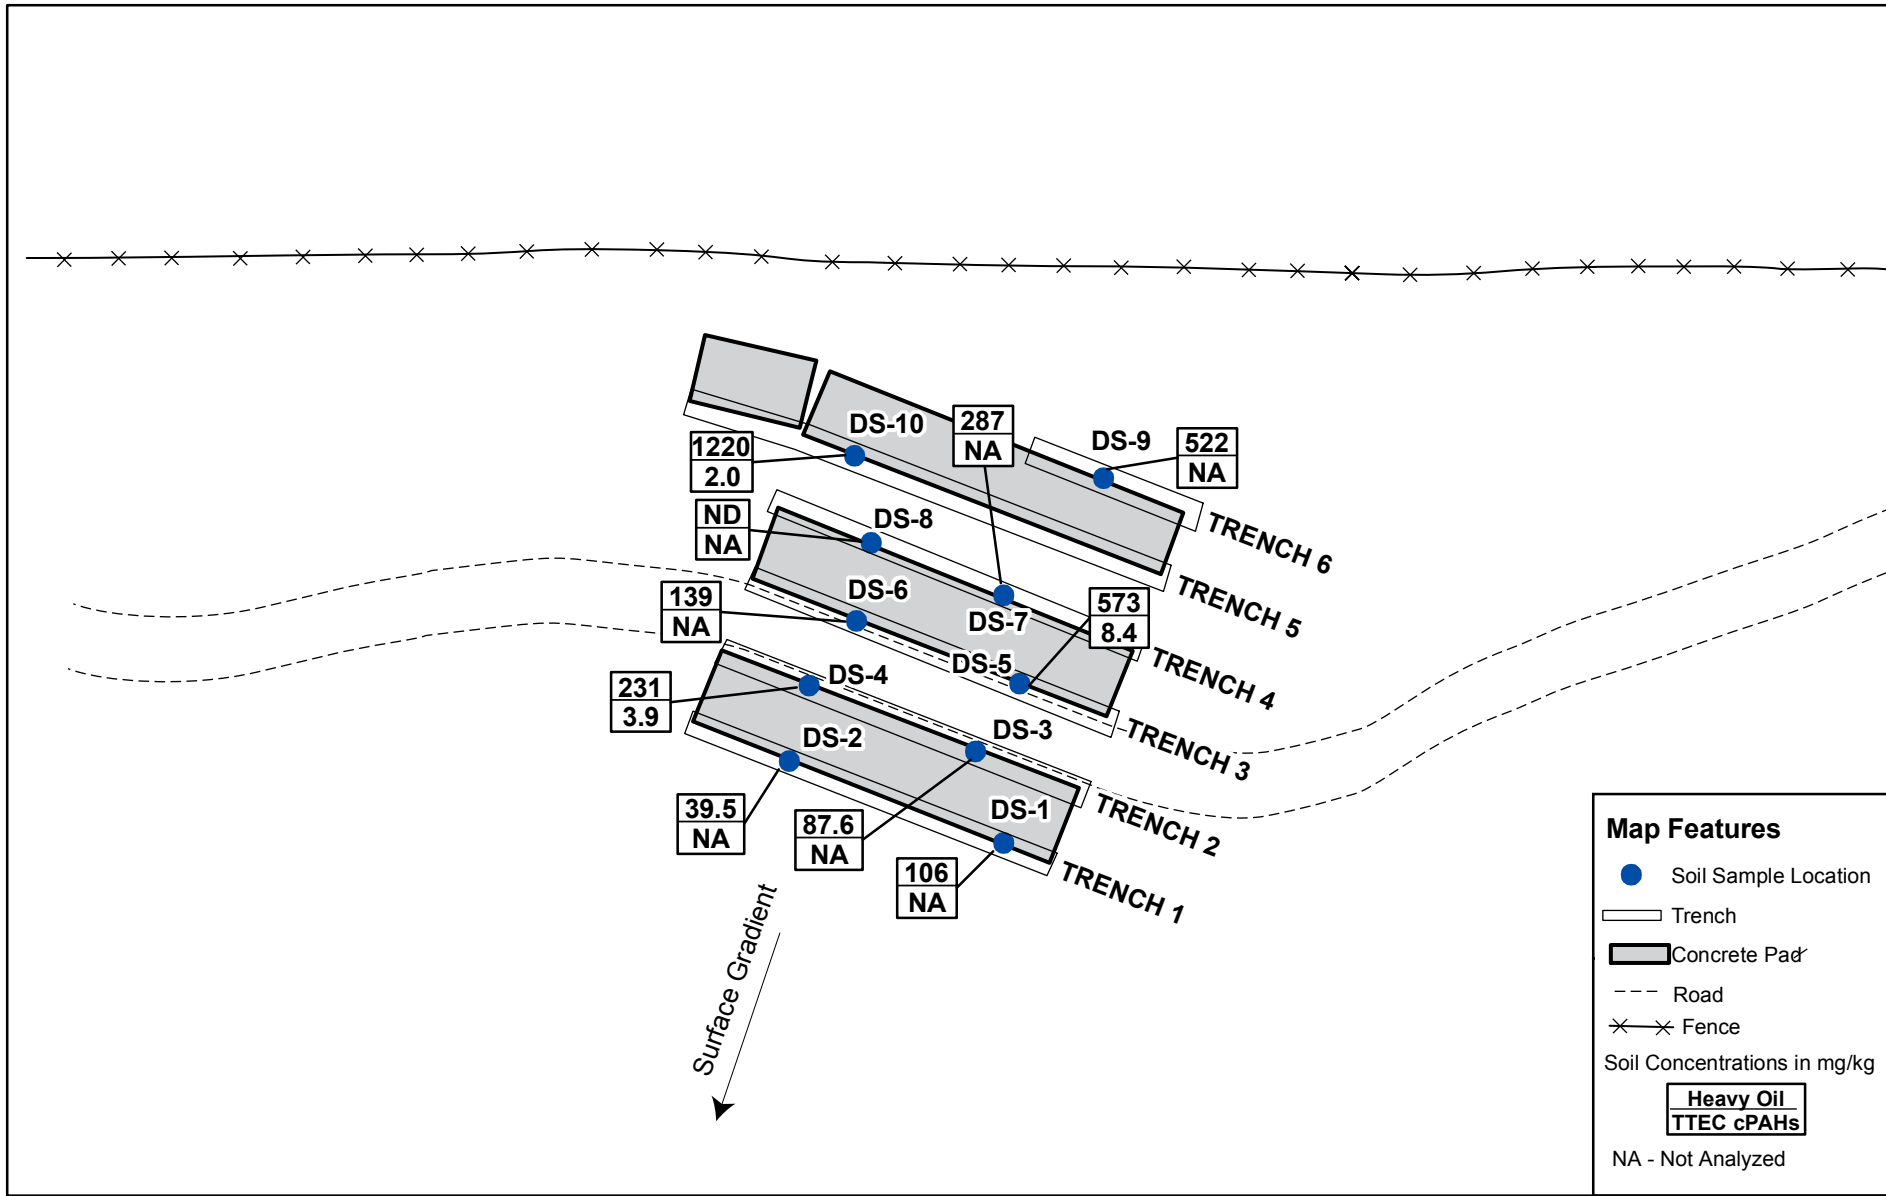 DS-10
287
NA
DS-9
522
NA
1220
2.0
ND
NA
DS-8
TRENCH 6
139
NA
DS-6
DS-7
573
8.4
TRENCH 5
DS-5
TRENCH 4
231
3.9
DS-4
DS-3
TRENCH 3
DS-2
39.5
NA
87.6
NA
DS-1
TRENCH 2
106
NA
TRENCH 1
Surface Gradient
Map Features
Soil Sample Location
Trench
Concrete Pad
Road
Fence
Soil Concentrations in mg/kg
Heavy Oil
TTEC cPAHs
NA - Not Analyzed